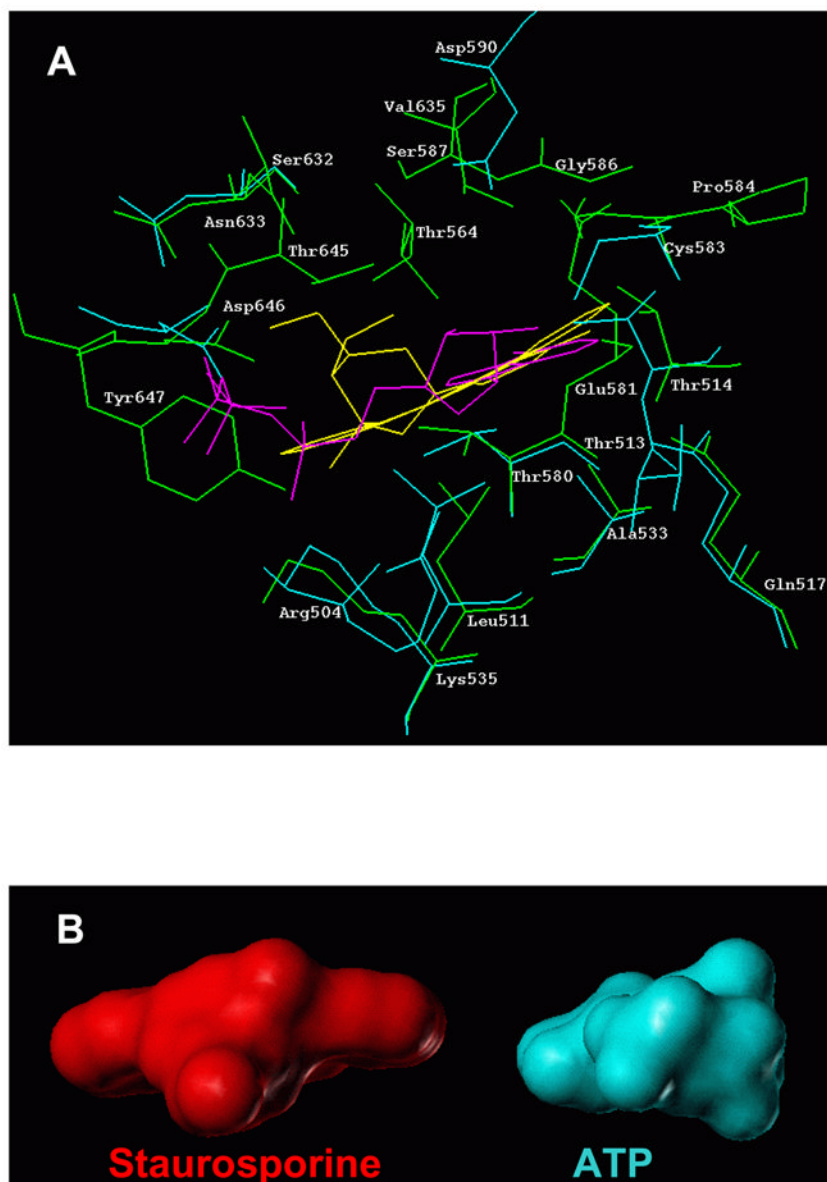 A
Asp590
Val635
Ser587
Gly586
Ser632
Pro584
Asn633
Thr564
Cys583
Thr645
Asp646
Glu581
Thr514
Tyr647
Thr513
Thr580
Ala533
Gln517
Arg504
Leu511
Lys535
B
Staurosporine ATP